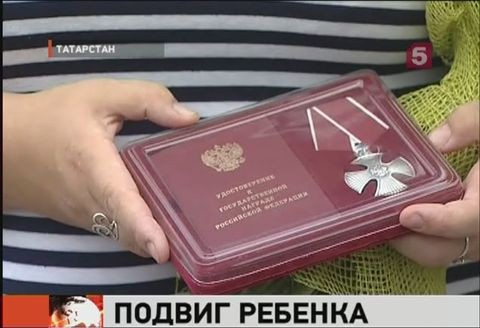 ТАТАРСТАН
5
УДОСТОВЕРЕНИЕ
К
ГОСУДАРСТВЕННОЙ
НАГРАДЕ
РОССИЙСКОЙ ФЕДЕРАЦИИ
ПОДВИГ РЕБЕНКА